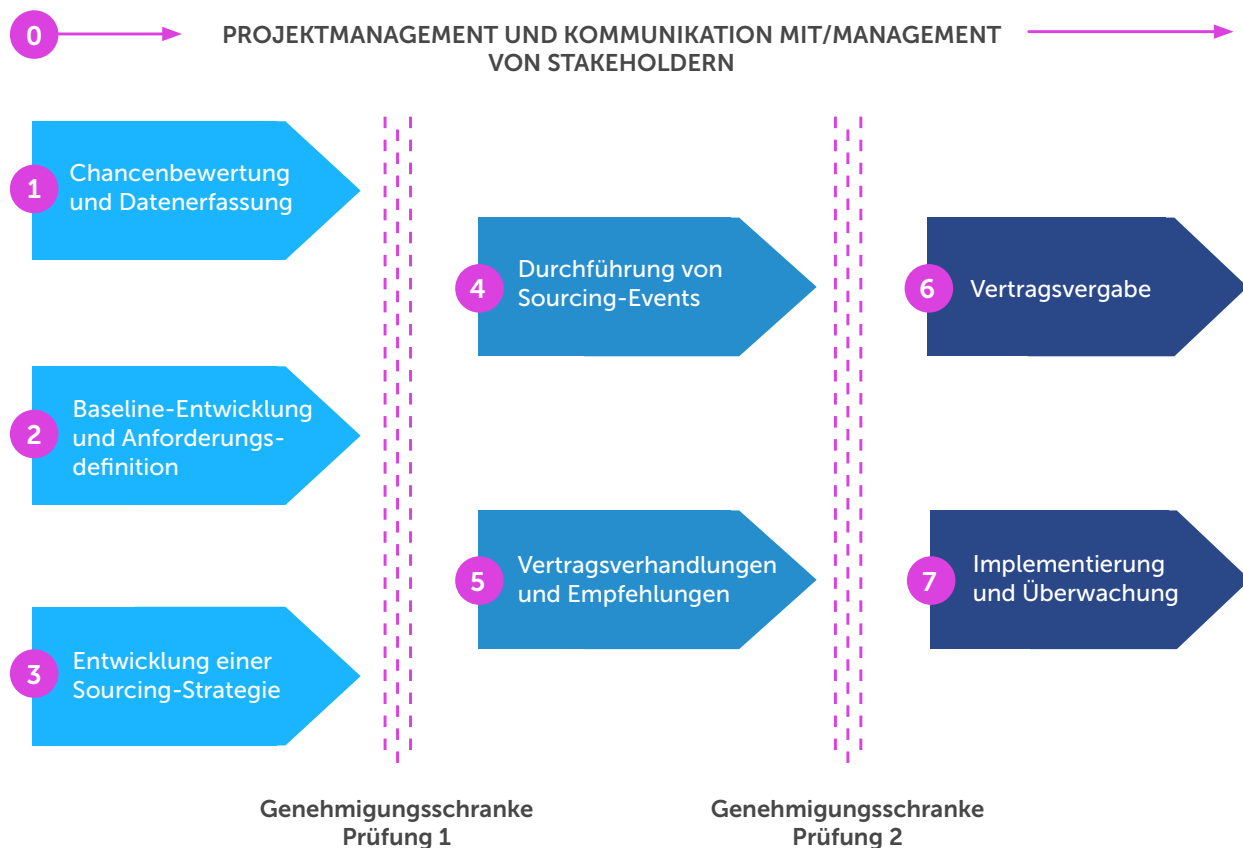 0
PROJEKTMANAGEMENT UND KOMMUNIKATION MIT/MANAGEMENT
VON STAKEHOLDERN
1
Chancenbewertung
und Datenerfassung
2
Baseline-Entwicklung
und Anforderungs-
definition
3
Entwicklung einer
Sourcing-Strategie
Genehmigungsschranke
Prüfung 1
4
Durchführung von
Sourcing-Events
5
Vertragsverhandlungen
und Empfehlungen
Genehmigungsschranke
Prüfung 2
6
Vertragsvergabe
7
Implementierung
und Überwachung